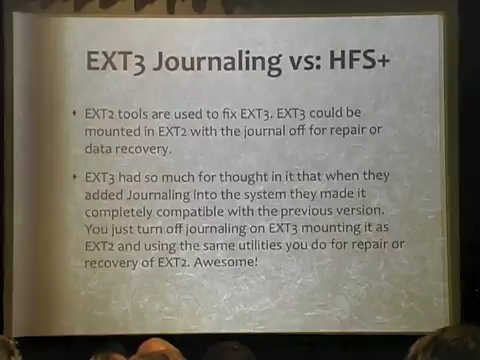 EXT3 Journaling vs: HFS+
EXT2 tools are used to fix EXT3. EXT3 could be
mounted in EXT2 with the journal off for repair or
data recovery.
EXT3 had so much for thought in it that when they
added Journaling into the system they made it
completely compatible with the previous version.
You just turn off journaling on EXT3 mounting it as
EXT2 and using the same utilities you do for repair or
recovery of EXT2. Awesome!